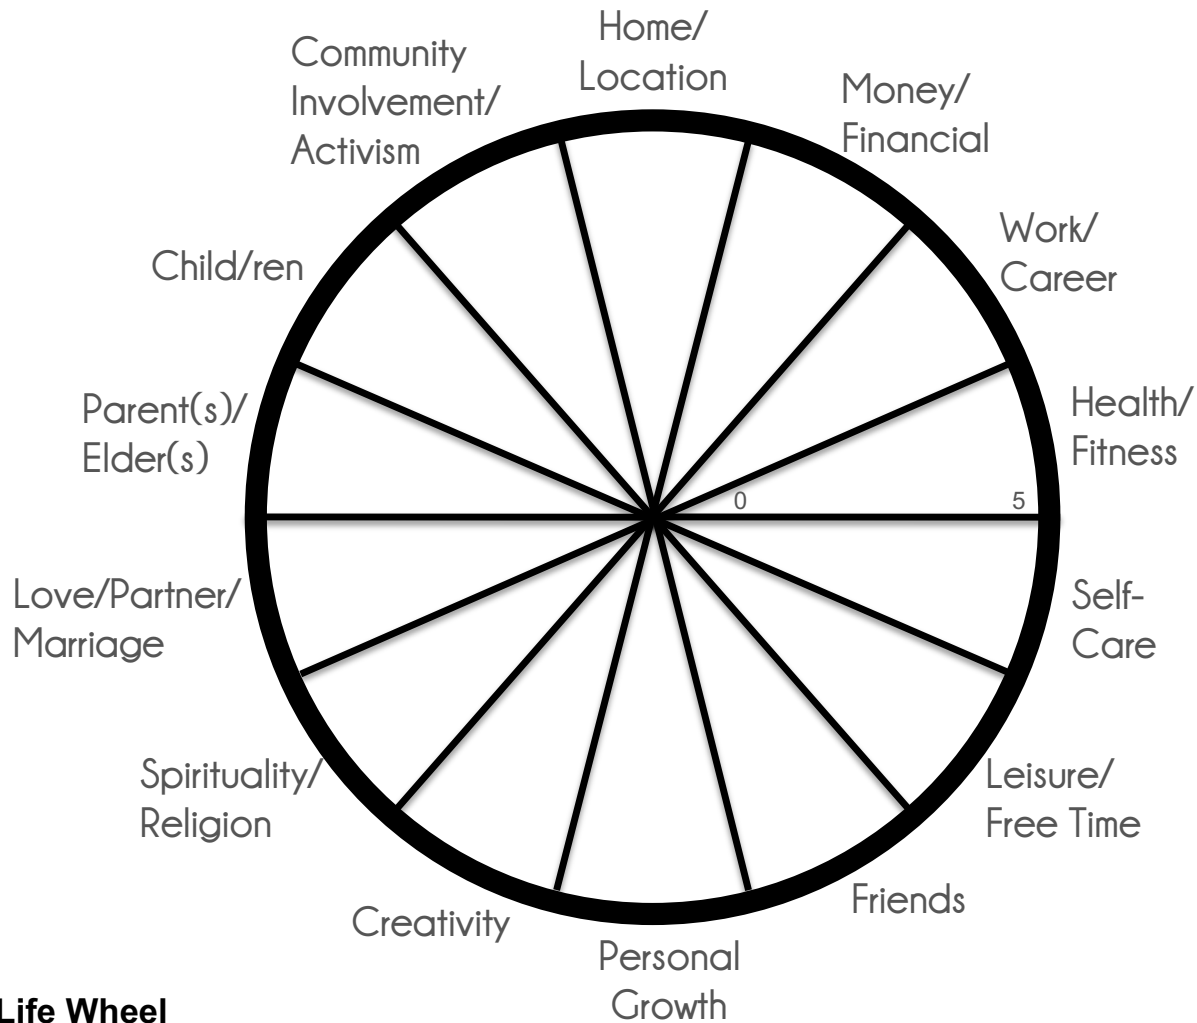 Home/
Location
Money/
Financial
Work/
Career
Health/
Fitness
0
5
Self-
Care
Leisure/
Free Time
Friends
Personal
Growth
Creativity
Spirituality/
Religion
Love/Partner/
Marriage
Parent(s)/
Elder(s)
Child/ren
Community
Involvement/
Activism
Life Wheel